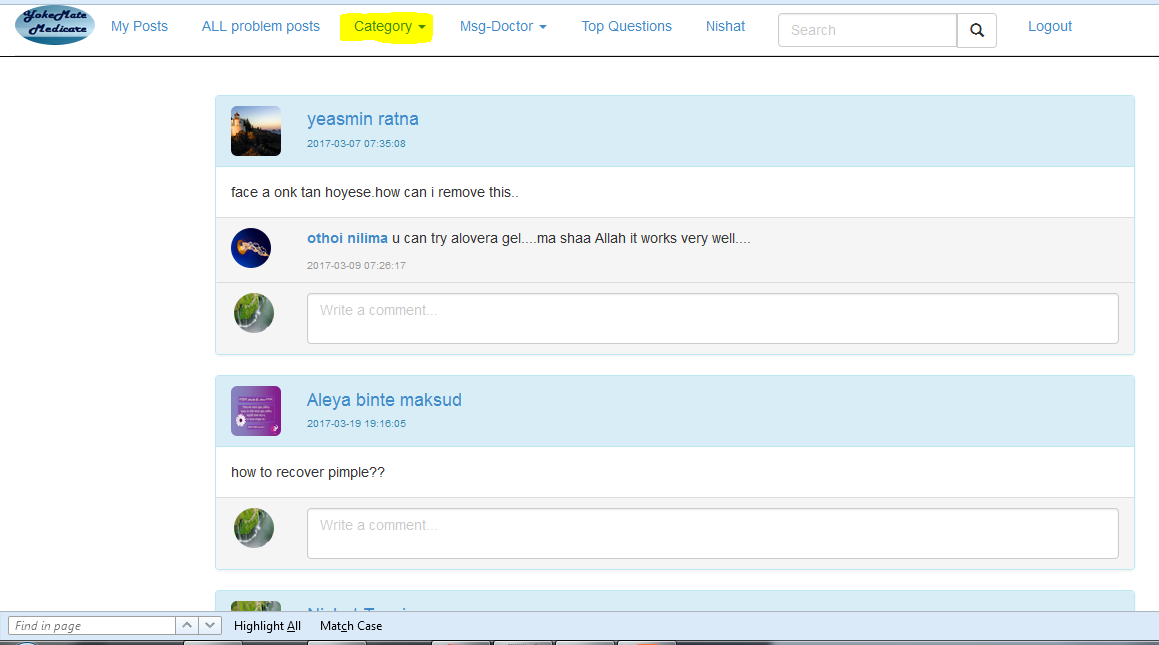 YokeMate
Medicare
My Posts
ALL problem posts
Category
Msg-Doctor
Top Questions
Nishat
Search
Logout
yeasmin ratna
2017-03-07 07:35:08
face a onk tan hoyese.how can i remove this..
othoi nilima u can try alovera gel....ma shaa Allah it works very well....
2017-03-09 07:26:17
Write a comment...
Aleya binte maksud
2017-03-19 19:16:05
how to recover pimple??
Write a comment...
Find in page
Highlight All
Match Case